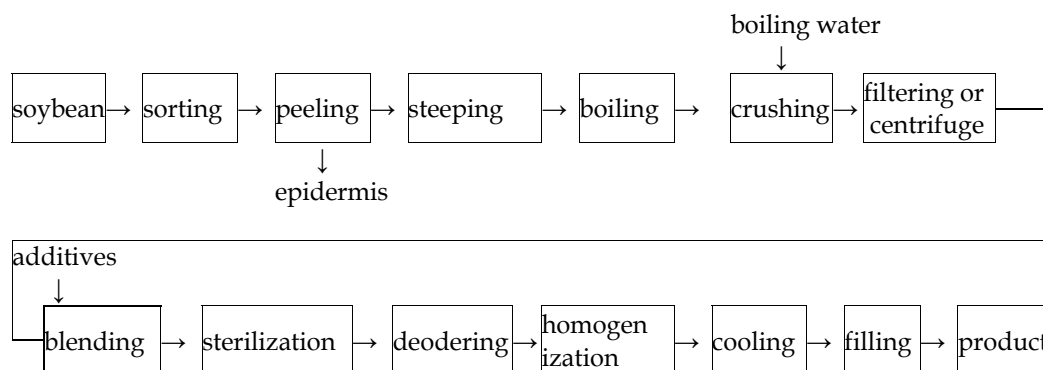 boiling water
↓
soybean → sorting → peeling → steeping → boiling → crushing → filtering or
centrifuge
↓
epidermis
additives
↓
blending → sterilization → deodering → homogen
ization → cooling → filling → product